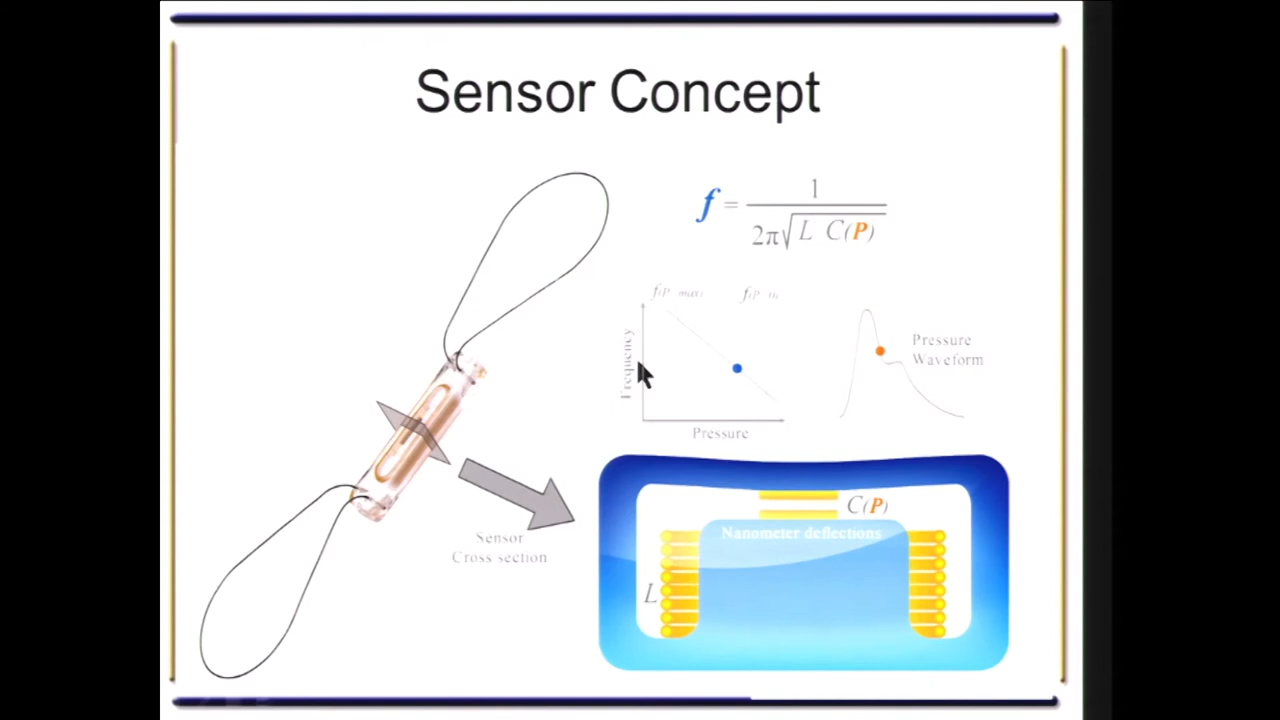 Sensor Concept
f = 1 / 2π√L C(P)
f(P max)
Frequency
Pressure
Pressure
Waveform
C(P)
Nanometer deflections
L
Sensor
Cross section